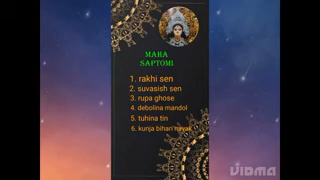 MAHA
SAPTOMI
1. rakhi sen
2. suvasish sen
3. rupa ghose
4. debolina mandol
5. tuhina tin
6. kunja bihari nayak
VIDMA